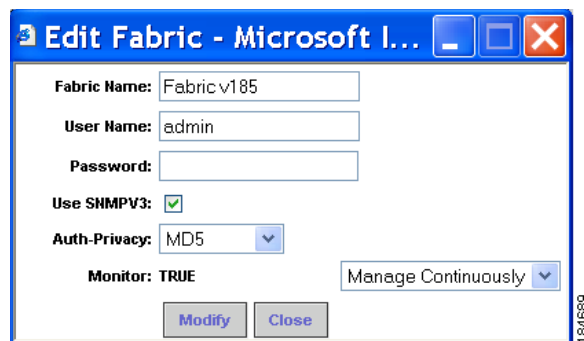 Edit Fabric - Microsoft I...
Fabric Name: Fabric v185
User Name: admin
Password:
Use SNMPV3:
Auth-Privacy: MD5
Monitor: TRUE Manage Continuously
Modify Close
184689